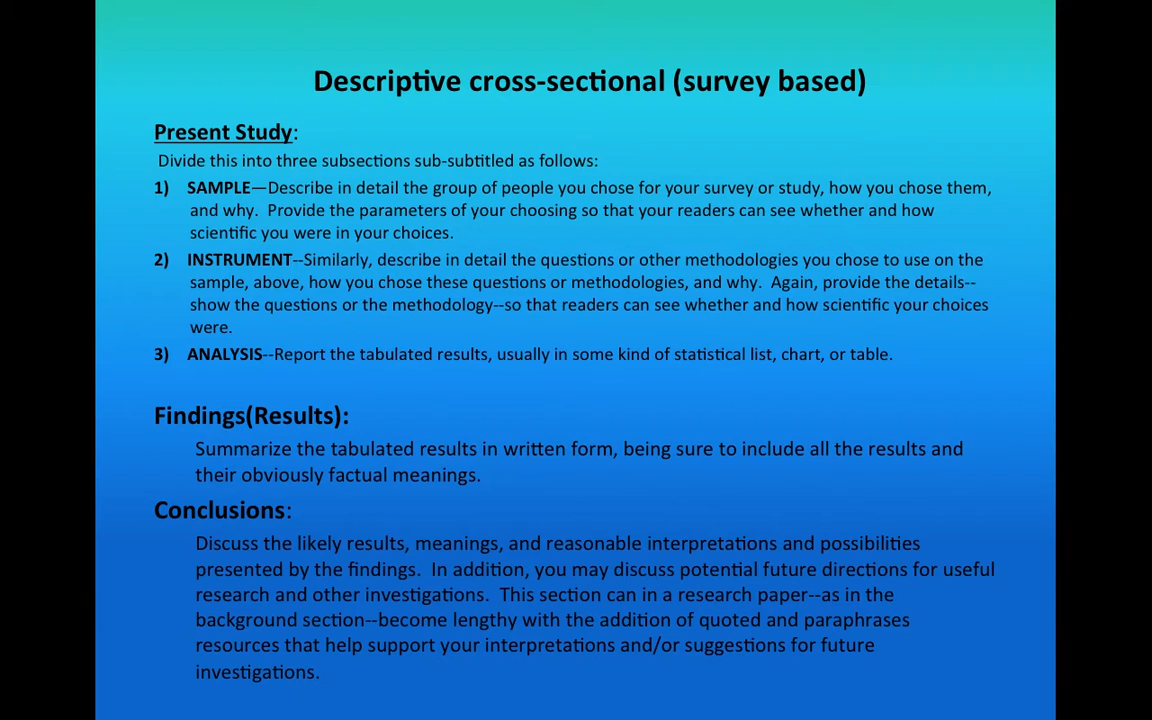 Descriptive cross-sectional (survey based)
Present Study:
Divide this into three subsections sub-subtitled as follows:
1) SAMPLE—Describe in detail the group of people you chose for your survey or study, how you chose them,
and why. Provide the parameters of your choosing so that your readers can see whether and how
scientific you were in your choices.
2) INSTRUMENT--Similarly, describe in detail the questions or other methodologies you chose to use on the
sample, above, how you chose these questions or methodologies, and why. Again, provide the details--
show the questions or the methodology--so that readers can see whether and how scientific your choices
were.
3) ANALYSIS--Report the tabulated results, usually in some kind of statistical list, chart, or table.
Findings(Results):
Summarize the tabulated results in written form, being sure to include all the results and
their obviously factual meanings.
Conclusions:
Discuss the likely results, meanings, and reasonable interpretations and possibilities
presented by the findings. In addition, you may discuss potential future directions for useful
research and other investigations. This section can in a research paper--as in the
background section--become lengthy with the addition of quoted and paraphrases
resources that help support your interpretations and/or suggestions for future
investigations.